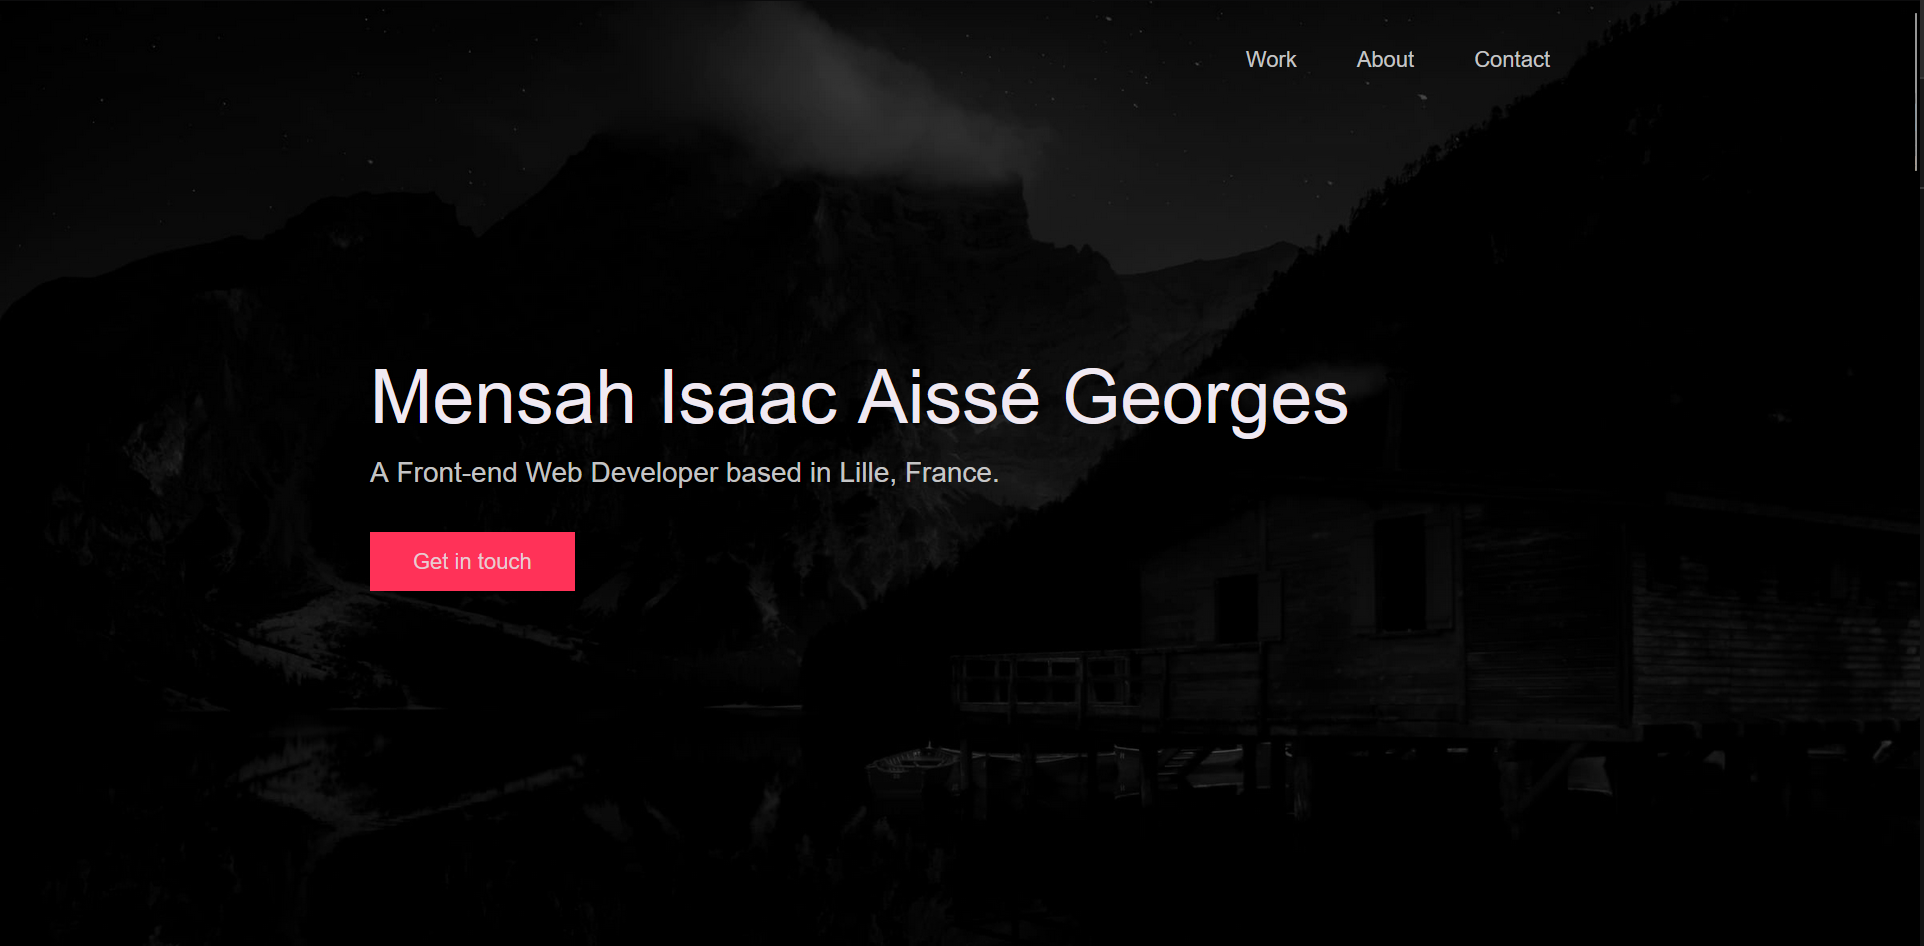 Work About Contact
Mensah Isaac Aissé Georges
A Front-end Web Developer based in Lille, France.
Get in touch